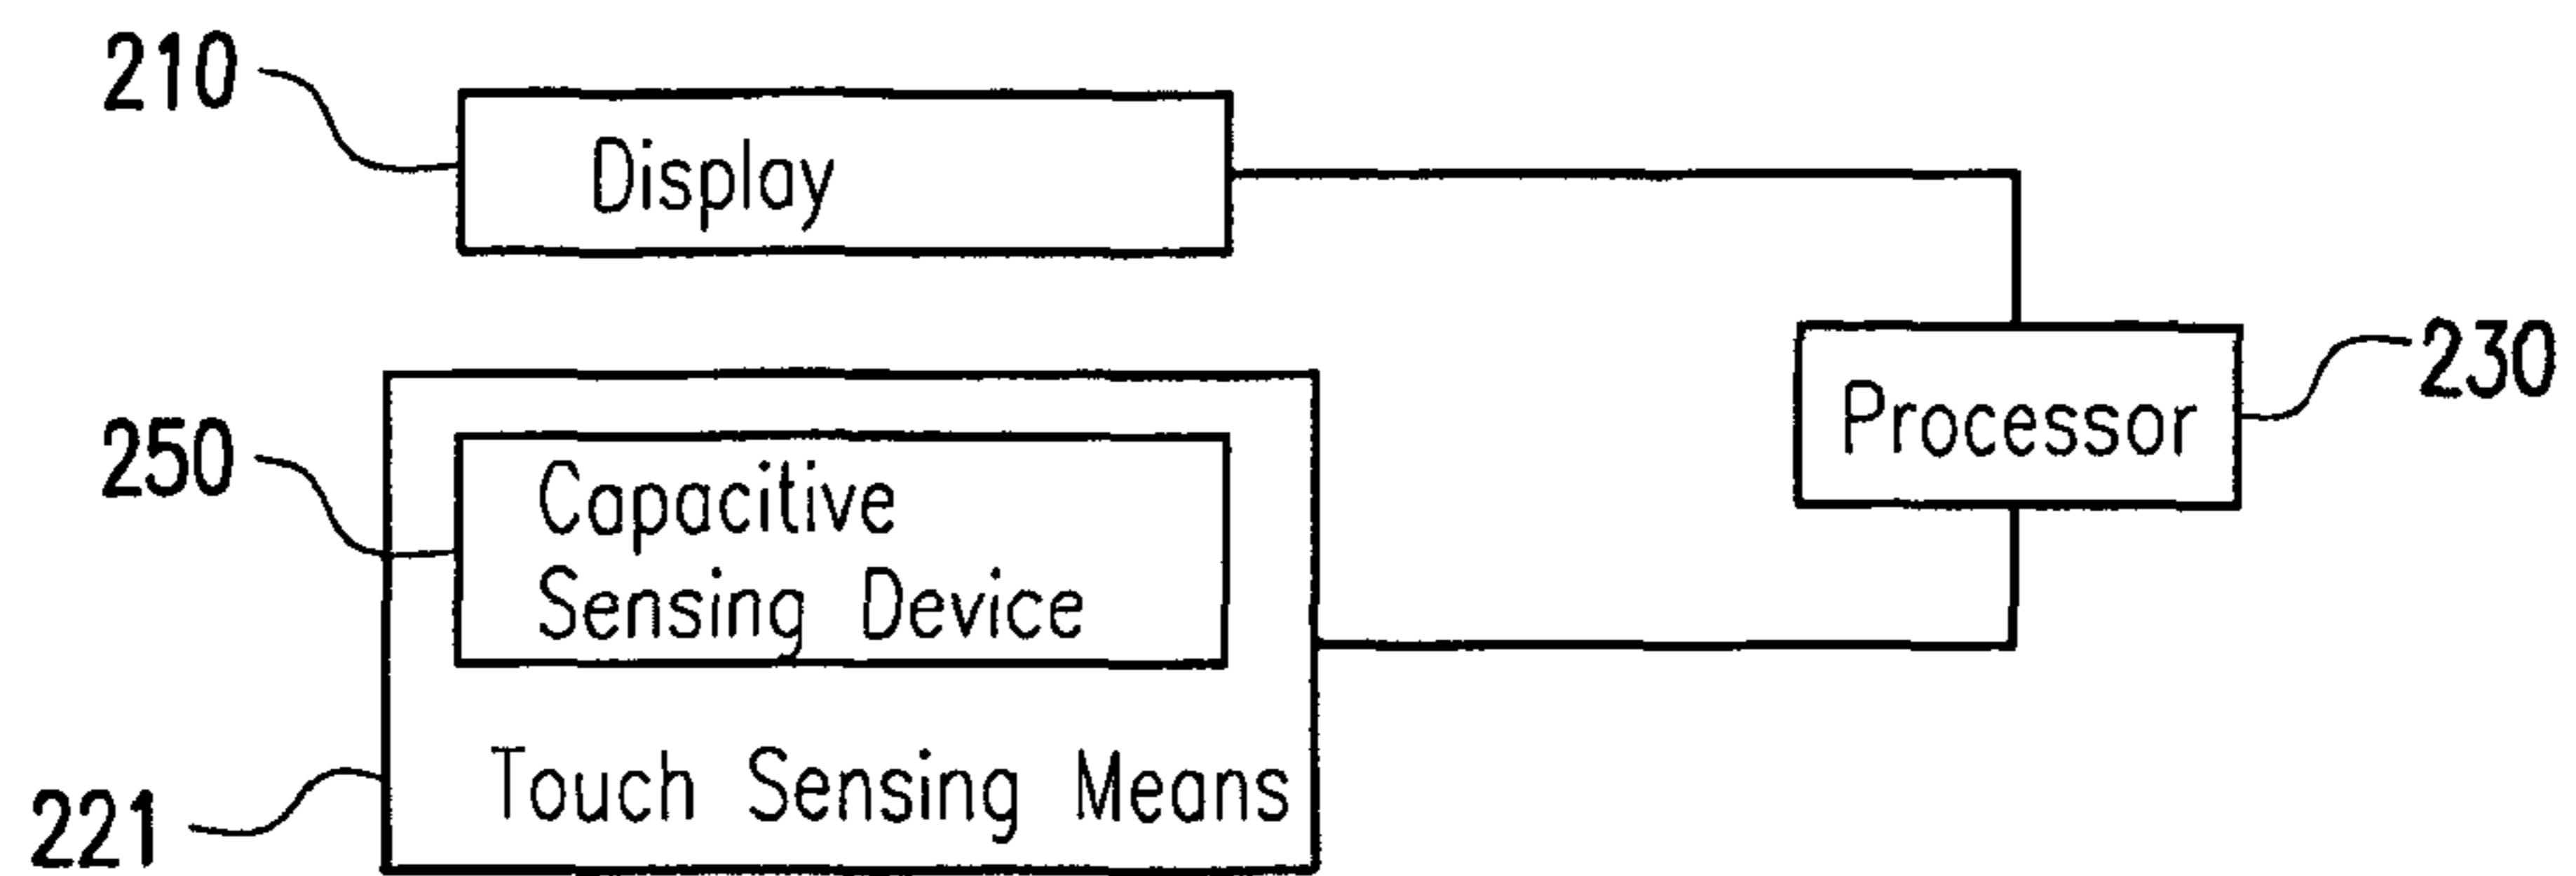 210
Display
230
Processor
250
Capacitive
Sensing Device
Touch Sensing Means
221